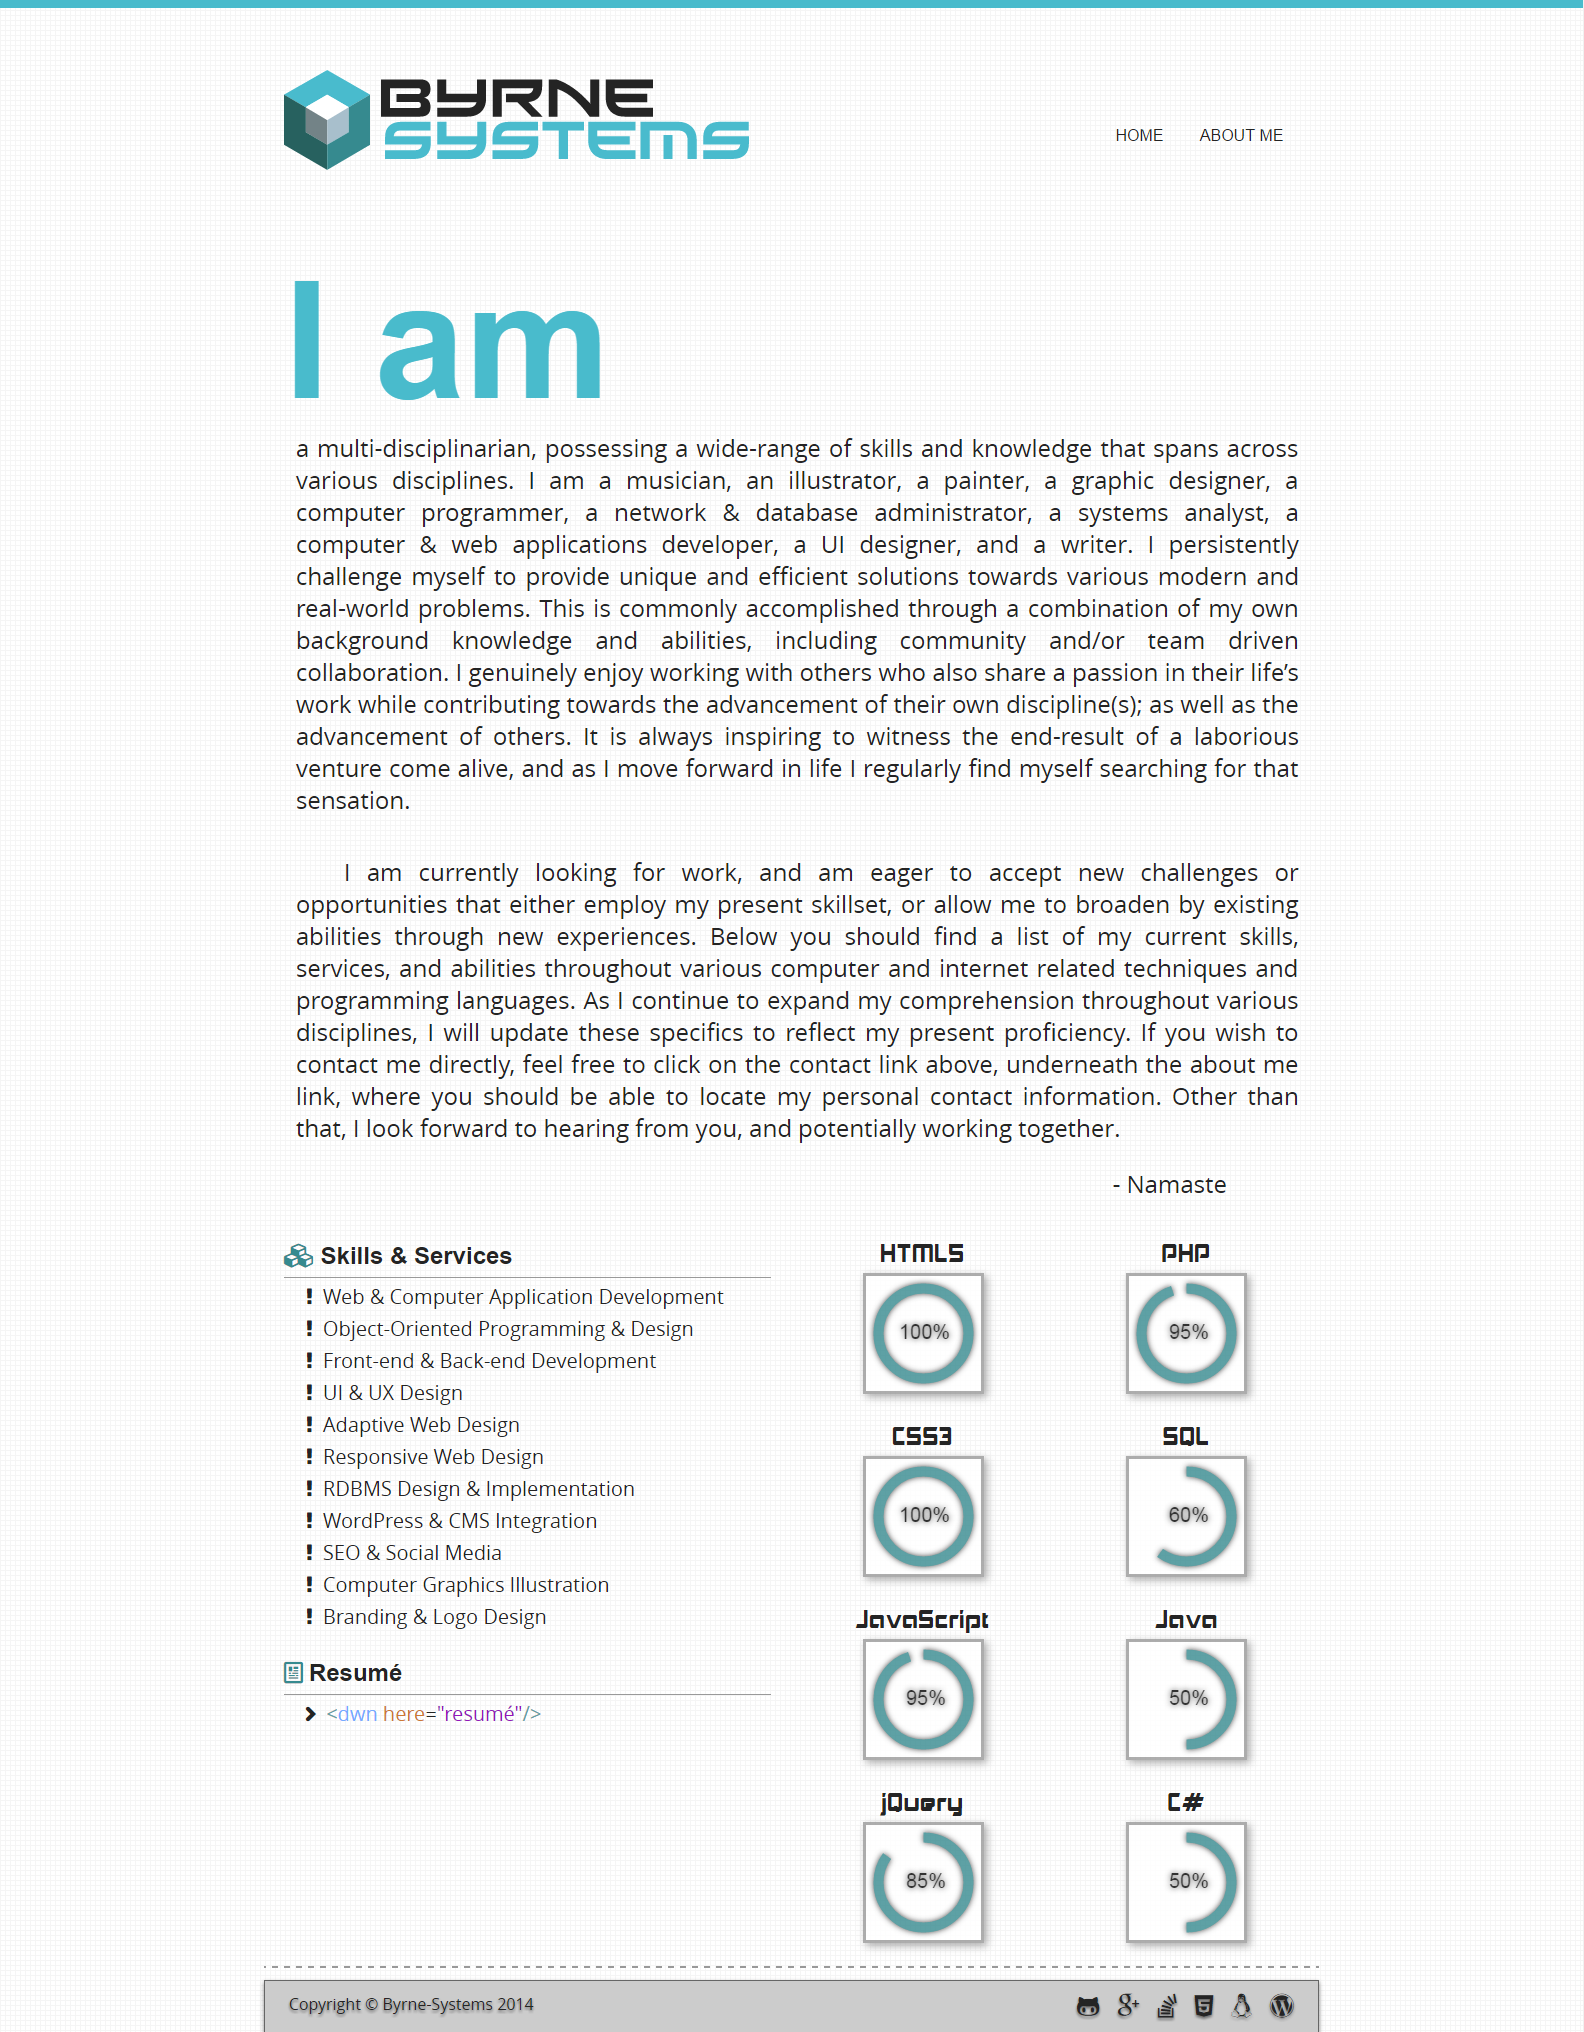 BYRNE
SYSTEMS
HOME ABOUT ME
I am
a multi-disciplinarian, possessing a wide-range of skills and knowledge that spans across
various disciplines. I am a musician, an illustrator, a painter, a graphic designer, a
computer programmer, a network & database administrator, a systems analyst, a
computer & web applications developer, a UI designer, and a writer. I persistently
challenge myself to provide unique and efficient solutions towards various modern and
real-world problems. This is commonly accomplished through a combination of my own
background knowledge and abilities, including community and/or team driven
collaboration. I genuinely enjoy working with others who also share a passion in their life’s
work while contributing towards the advancement of their own discipline(s); as well as the
advancement of others. It is always inspiring to witness the end-result of a laborious
venture come alive, and as I move forward in life I regularly find myself searching for that
sensation.
I am currently looking for work, and am eager to accept new challenges or
opportunities that either employ my present skillset, or allow me to broaden by existing
abilities through new experiences. Below you should find a list of my current skills,
services, and abilities throughout various computer and internet related techniques and
programming languages. As I continue to expand my comprehension throughout various
disciplines, I will update these specifics to reflect my present proficiency. If you wish to
contact me directly, feel free to click on the contact link above, underneath the about me
link, where you should be able to locate my personal contact information. Other than
that, I look forward to hearing from you, and potentially working together.
- Namaste
Skills & Services
Web & Computer Application Development
Object-Oriented Programming & Design
Front-end & Back-end Development
UI & UX Design
Adaptive Web Design
Responsive Web Design
RDBMS Design & Implementation
WordPress & CMS Integration
SEO & Social Media
Computer Graphics Illustration
Branding & Logo Design
Resumé
<dwn here="resumé"/>
HTML5 PHP
100% 95%
CSS3 SQL
100% 60%
JavaScript Java
95% 50%
jQuery C#
85% 50%
Copyright © Byrne-Systems 2014